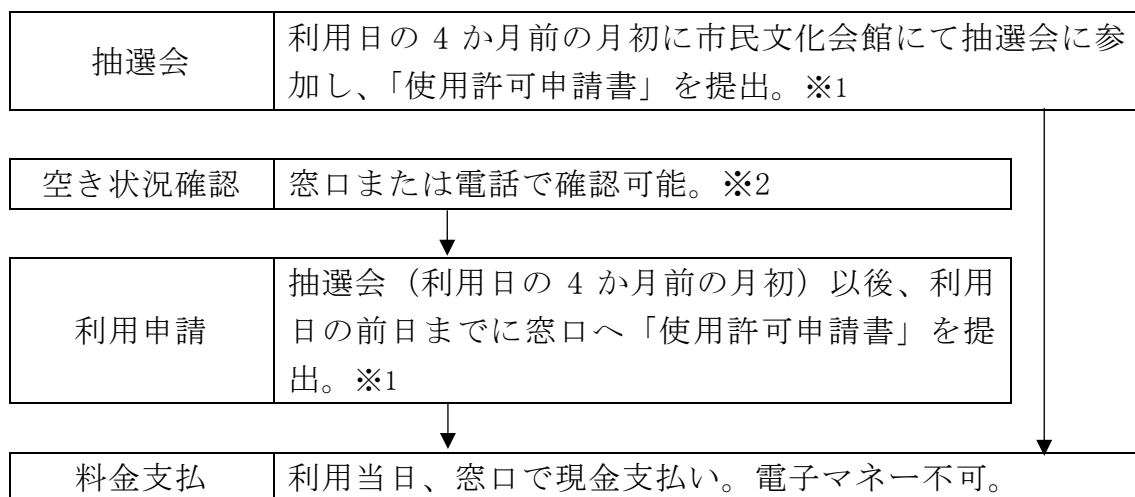 抽選会
利用日の 4 か月前の月初に市民文化会館にて抽選会に参
加し、「使用許可申請書」を提出。※1
空き状況確認
窓口または電話で確認可能。※2
利用申請
抽選会（利用日の 4 か月前の月初）以後、利用
日の前日までに窓口へ「使用許可申請書」を提
出。※1
料金支払
利用当日、窓口で現金支払い。電子マネー不可。